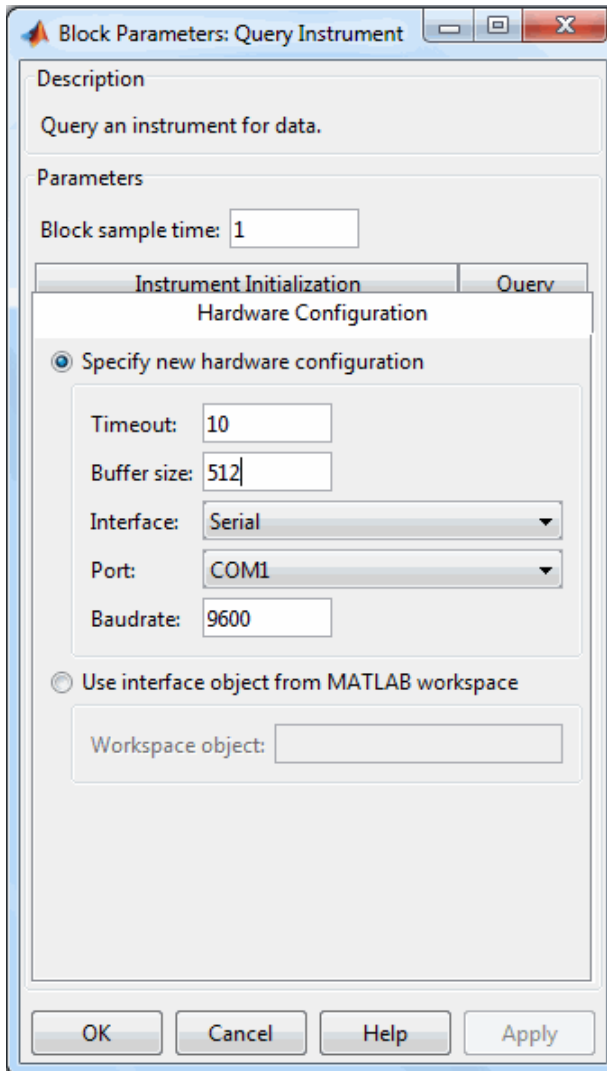 Block Parameters: Query Instrument
Description
Query an instrument for data.
Parameters
Block sample time: 1
Instrument Initialization Query
Hardware Configuration
Specify new hardware configuration
Timeout: 10
Buffer size: 512
Interface: Serial
Port: COM1
Baudrate: 9600
Use interface object from MATLAB workspace
Workspace object:
OK Cancel Help Apply